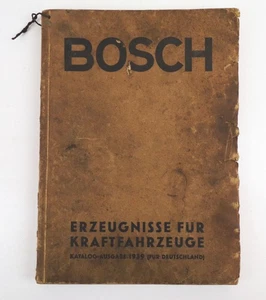 BOSCH
ERZEUGNISSE FÜR
KRAFTFAHRZEUGE
KATALOG-AUSGABE (FÜR DEUTSCHLAND)